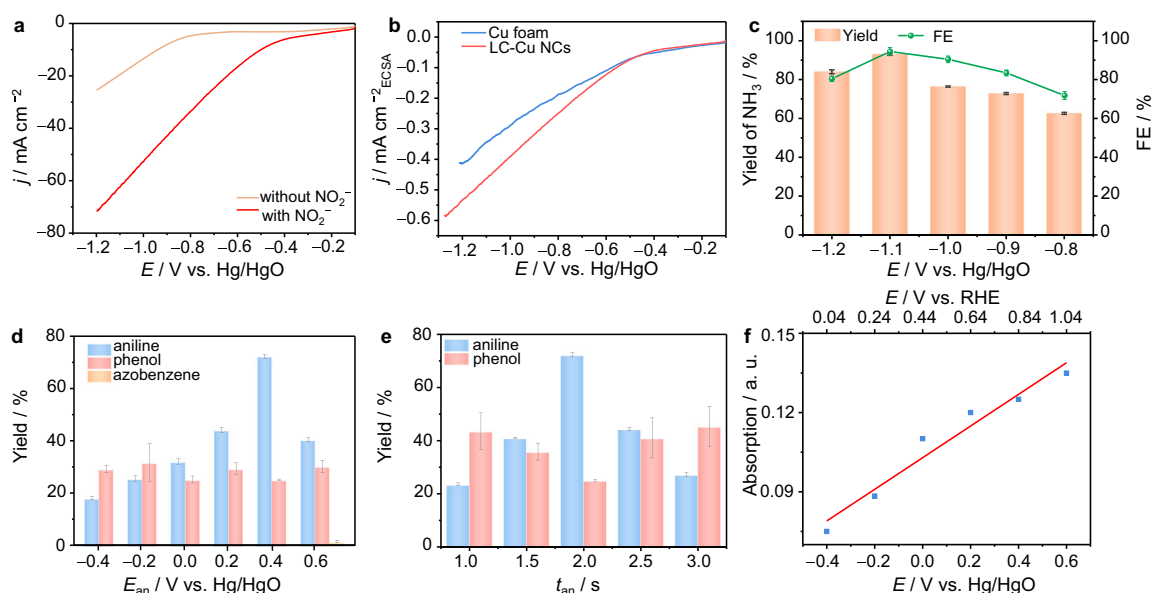 a
0
−20
−40
−60
−80
j / mA cm⁻²
without NO₂⁻
with NO₂⁻
−1.2 −1.0 −0.8 −0.6 −0.4 −0.2
E / V vs. Hg/HgO
b
0.0
−0.1
−0.2
−0.3
−0.4
−0.5
−0.6
j / mA cm⁻²ECSA
Cu foam
LC-Cu NCs
−1.2 −1.0 −0.8 −0.6 −0.4 −0.2
E / V vs. Hg/HgO
c
100
80
60
40
20
0
Yield of NH₃ / %
Yield FE
100
80
60
40
20
0
FE / %
−1.2 −1.1 −1.0 −0.9 −0.8
E / V vs. Hg/HgO
d
80
60
40
20
0
Yield / %
aniline
phenol
azobenzene
−0.4 −0.2 0.0 0.2 0.4 0.6
Ean / V vs. Hg/HgO
e
80
60
40
20
0
Yield / %
aniline
phenol
1.0 1.5 2.0 2.5 3.0
tan / s
E / V vs. RHE
0.04 0.24 0.44 0.64 0.84 1.04
f
0.15
0.12
0.09
Absorption / a. u.
−0.4 −0.2 0.0 0.2 0.4 0.6
E / V vs. Hg/HgO